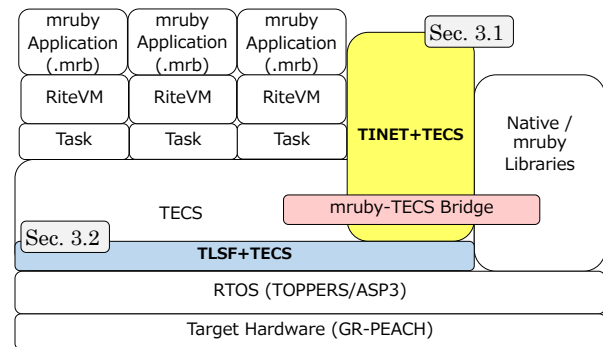 mruby
Application
(.mrb)
mruby
Application
(.mrb)
mruby
Application
(.mrb)
Sec. 3.1
RiteVM
RiteVM
RiteVM
Task
Task
Task
TINET+TECS
Native /
mruby
Libraries
TECS
mruby-TECS Bridge
Sec. 3.2
TLSF+TECS
RTOS (TOPPERS/ASP3)
Target Hardware (GR-PEACH)